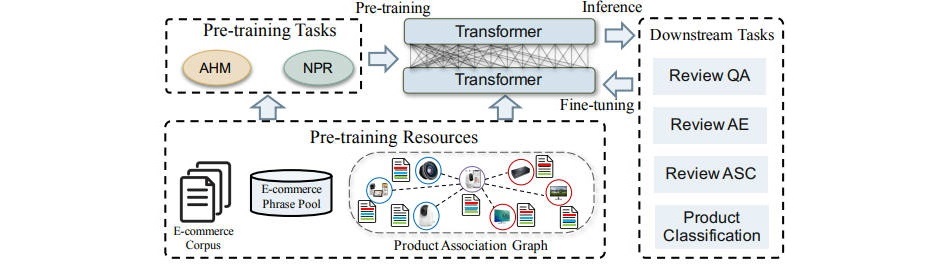 Pre-training
Inference
Pre-training Tasks
AHM
NPR
Transformer
Transformer
Fine-tuning
Downstream Tasks
Review QA
Review AE
Review ASC
Product
Classification
Pre-training Resources
E-commerce
Corpus
E-commerce
Phrase Pool
Product Association Graph